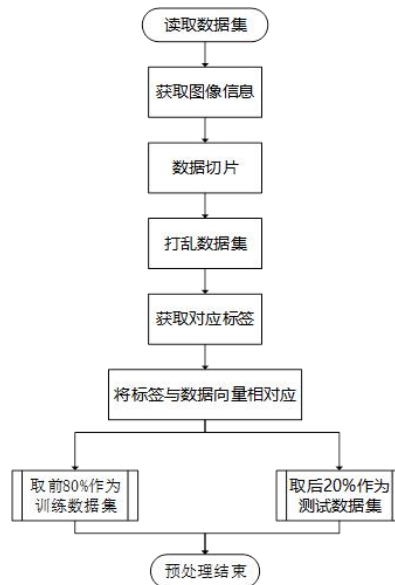 读取数据集
获取图像信息
数据切片
打乱数据集
获取对应标签
将标签与数据向量相对应
取前80%作为
训练数据集
取后20%作为
测试数据集
预处理结束